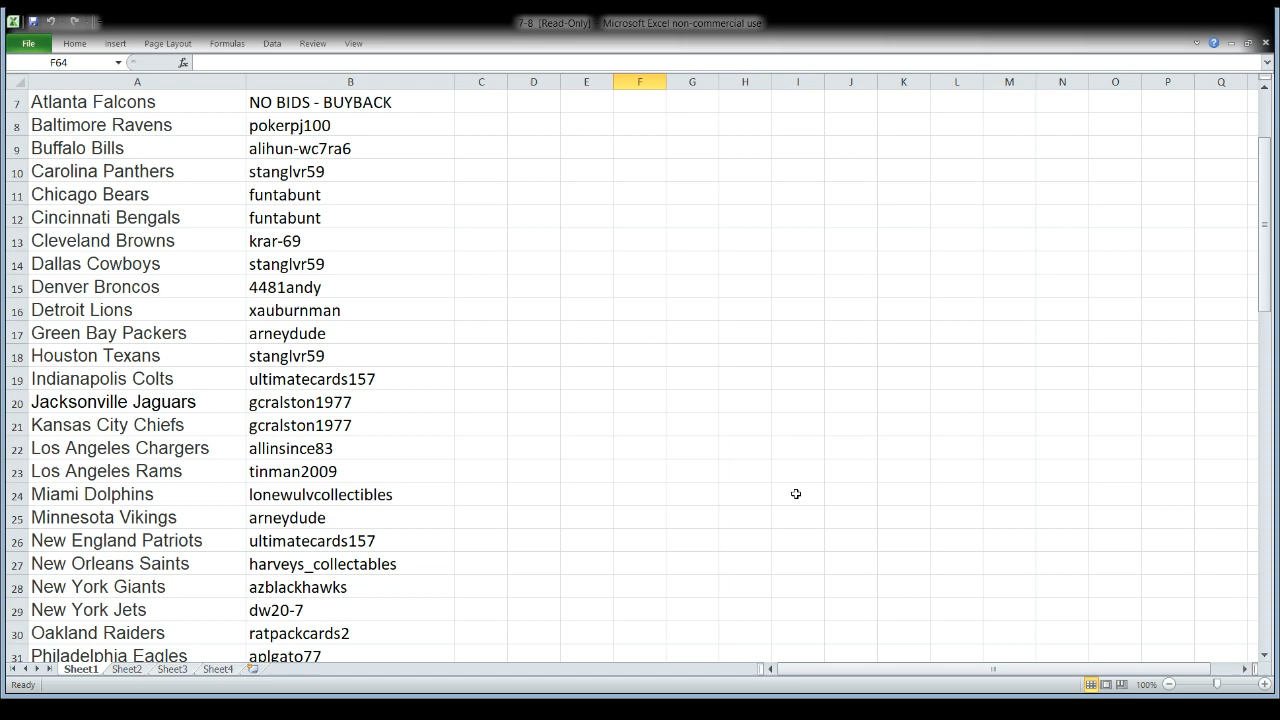 7-8 [Read-Only] - Microsoft Excel non-commercial use
File Home Insert Page Layout Formulas Data Review View
F64 fx
A B C D E F G H I J K L M N O P Q
7 Atlanta Falcons NO BIDS - BUYBACK
8 Baltimore Ravens pokerpj100
9 Buffalo Bills alihun-wc7ra6
10 Carolina Panthers stanglvr59
11 Chicago Bears funtabunt
12 Cincinnati Bengals funtabunt
13 Cleveland Browns krar-69
14 Dallas Cowboys stanglvr59
15 Denver Broncos 4481andy
16 Detroit Lions xauburnman
17 Green Bay Packers arneydude
18 Houston Texans stanglvr59
19 Indianapolis Colts ultimatecards157
20 Jacksonville Jaguars gcralston1977
21 Kansas City Chiefs gcralston1977
22 Los Angeles Chargers allinsince83
23 Los Angeles Rams tinman2009
24 Miami Dolphins lonewulvcollectibles
25 Minnesota Vikings arneydude
26 New England Patriots ultimatecards157
27 New Orleans Saints harveys_collectables
28 New York Giants azblackhawks
29 New York Jets dw20-7
30 Oakland Raiders ratpackcards2
31 Philadelphia Eagles aplgato77
Sheet1 Sheet2 Sheet3 Sheet4
Ready 100%